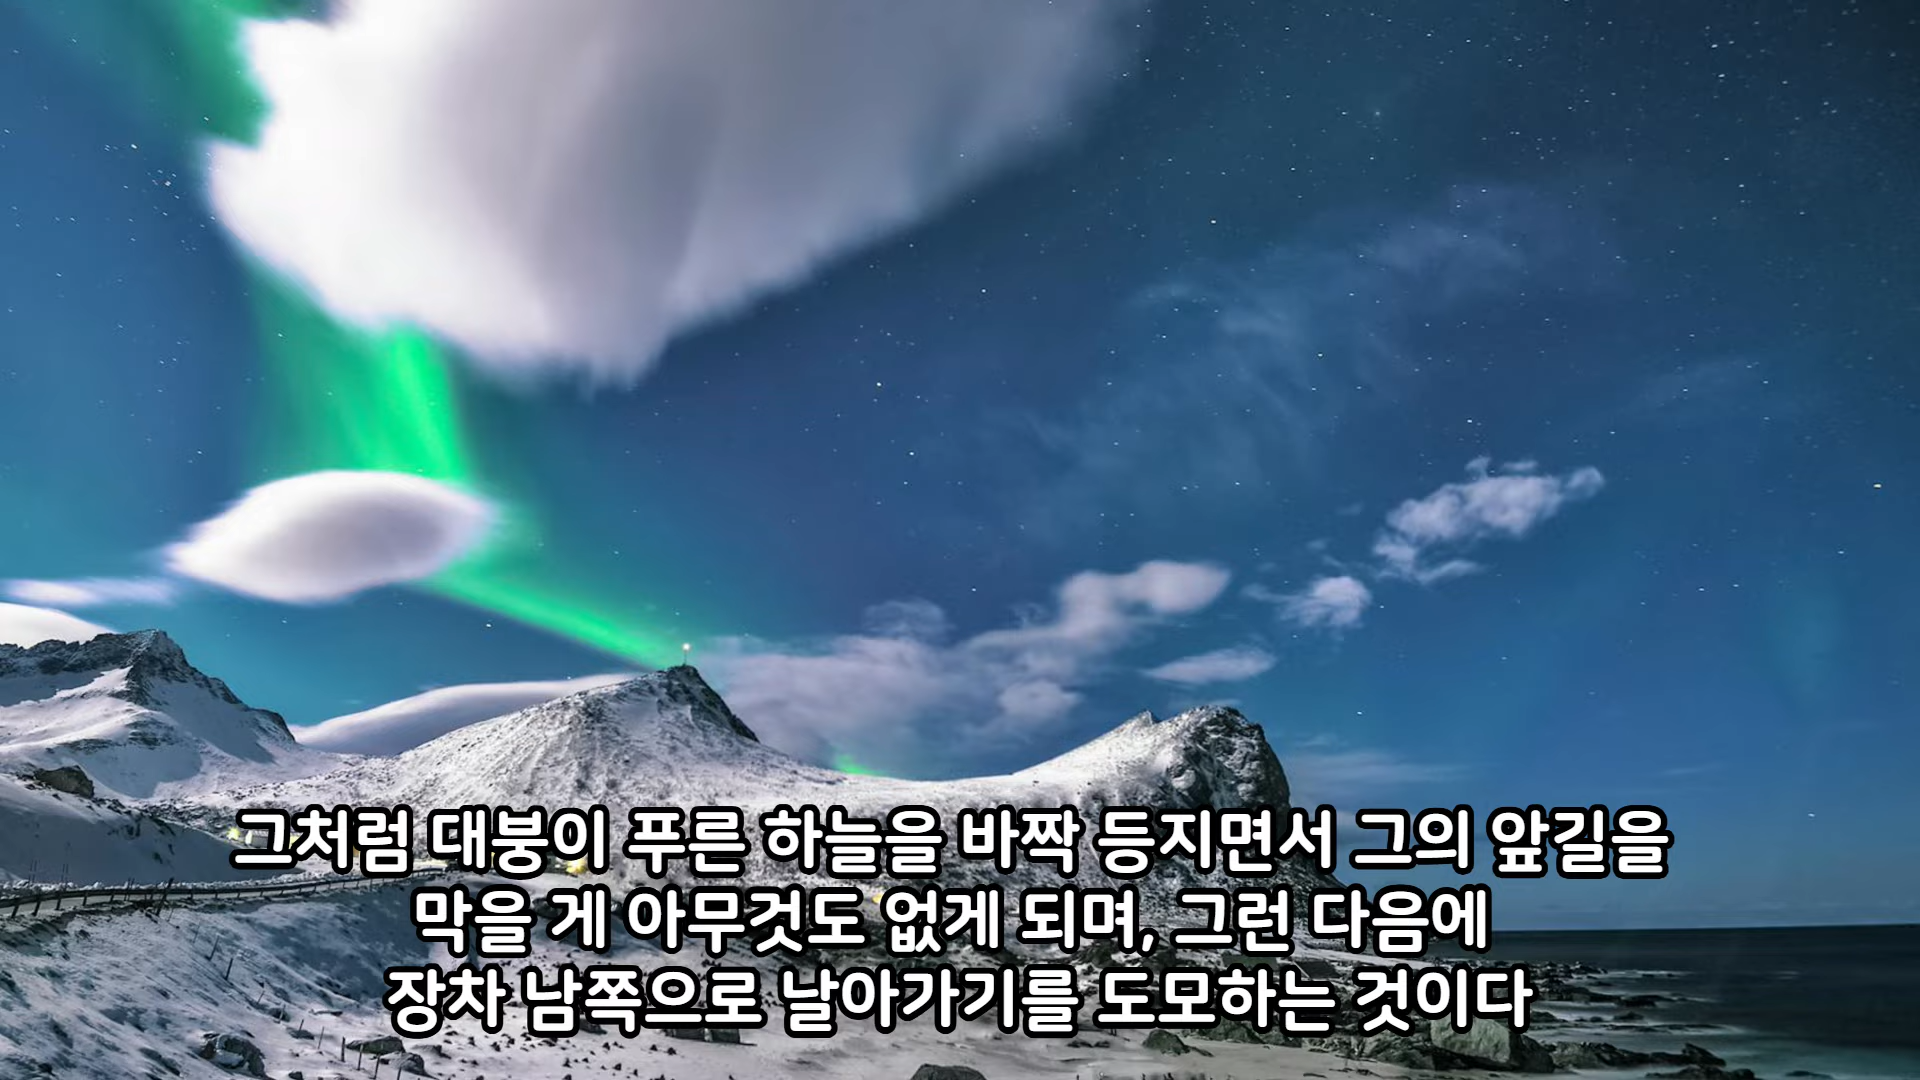 그처럼 대붕이 푸른 하늘을 바짝 등지면서 그의 앞길을
막을 게 아무것도 없게 되며, 그런 다음에
장차 남쪽으로 날아가기를 도모하는 것이다